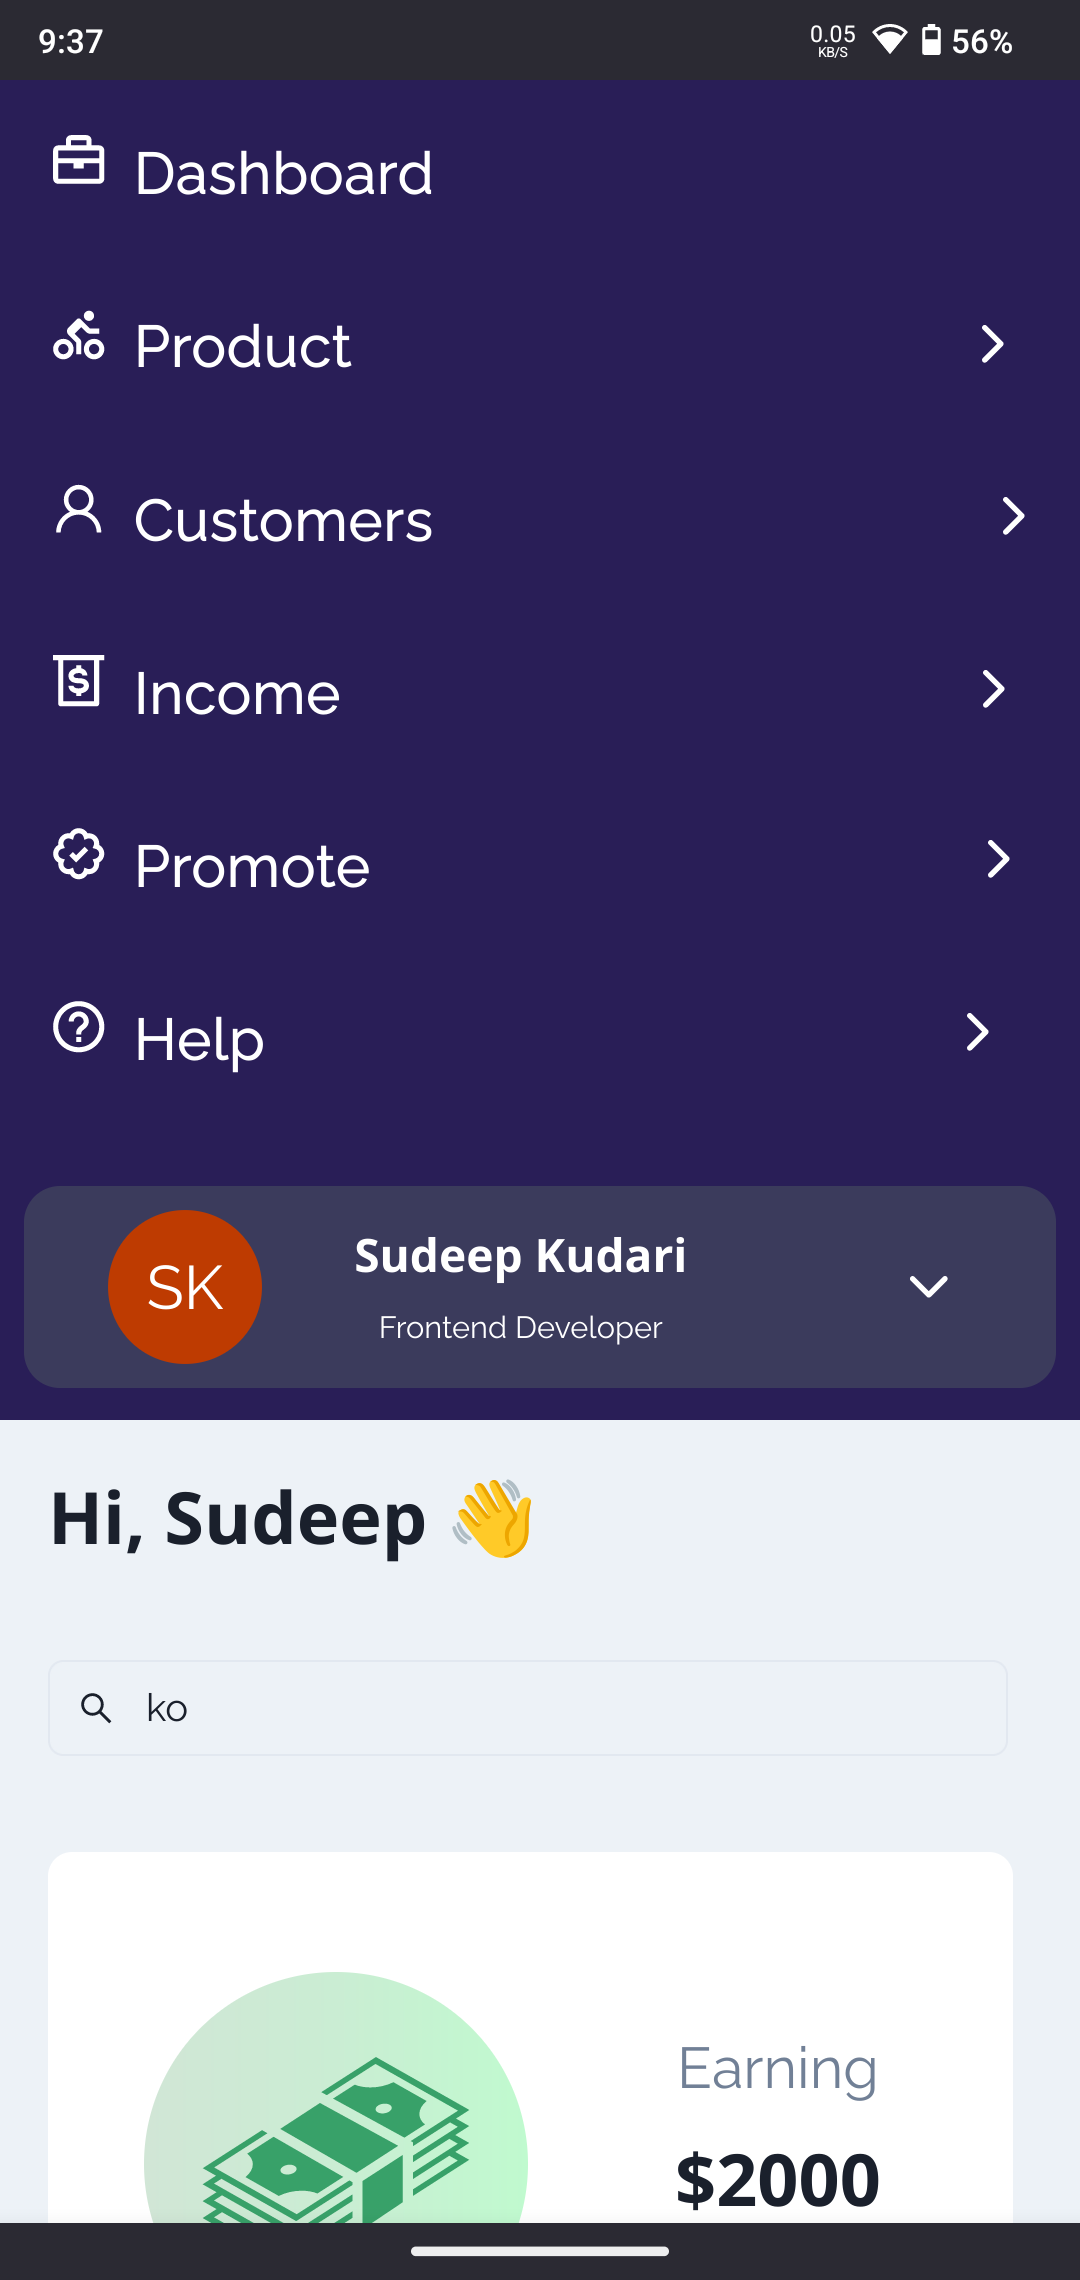 9:37
0.05
KB/S
56%
Dashboard
Product
Customers
Income
Promote
Help
SK
Sudeep Kudari
Frontend Developer
Hi, Sudeep 👋
ko
Earning
$2000